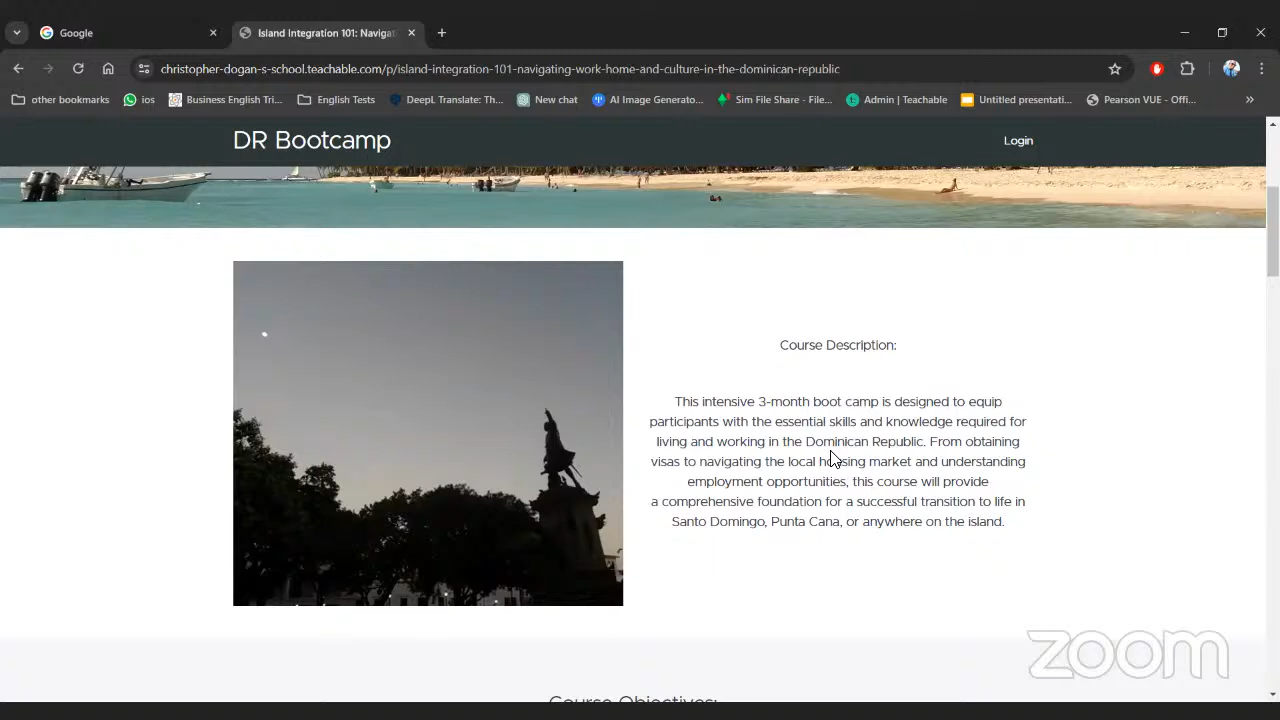 Google
Island Integration 101: Navigat
christopher-dogan-s-school.teachable.com/p/island-integration-101-navigating-work-home-and-culture-in-the-dominican-republic
other bookmarks
ios
Business English Tri...
English Tests
DeepL Translate: Th...
New chat
AI Image Generato...
Sim File Share - File...
Admin | Teachable
Untitled presentati...
Pearson VUE - Offi...
DR Bootcamp
Login
Course Description:
This intensive 3-month boot camp is designed to equip
participants with the essential skills and knowledge required for
living and working in the Dominican Republic. From obtaining
visas to navigating the local housing market and understanding
employment opportunities, this course will provide
a comprehensive foundation for a successful transition to life in
Santo Domingo, Punta Cana, or anywhere on the island.
zoom
Course Objectives: